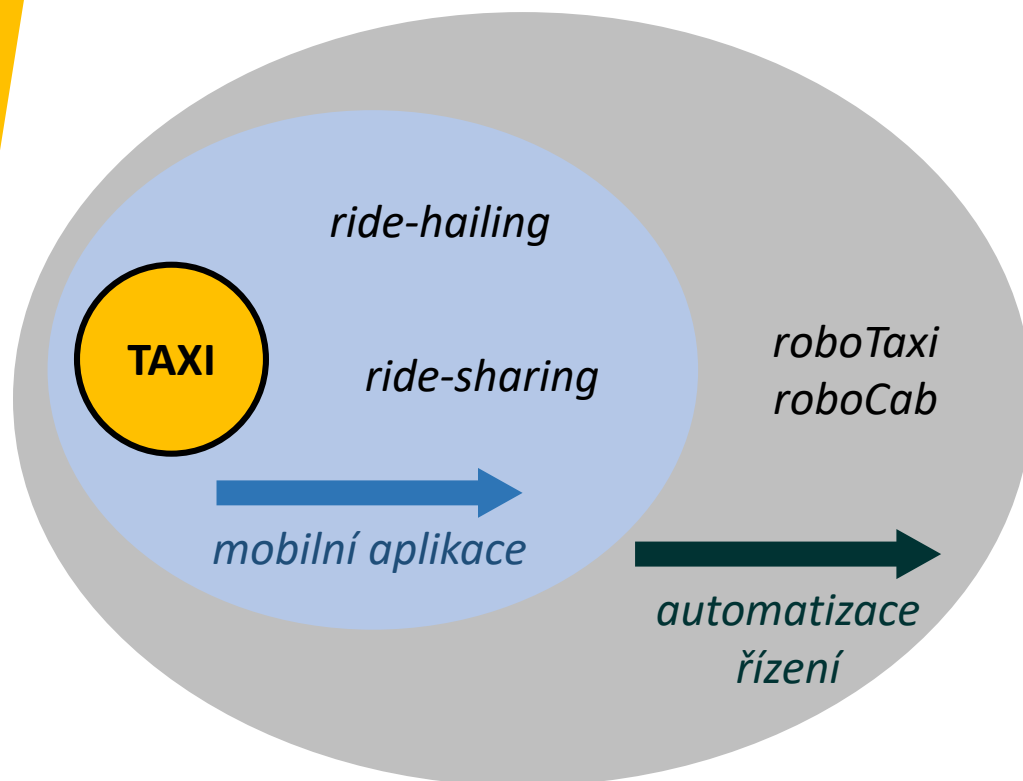 ride-hailing
TAXI
ride-sharing
roboTaxi
roboCab
mobilní aplikace
automatizace
řízení